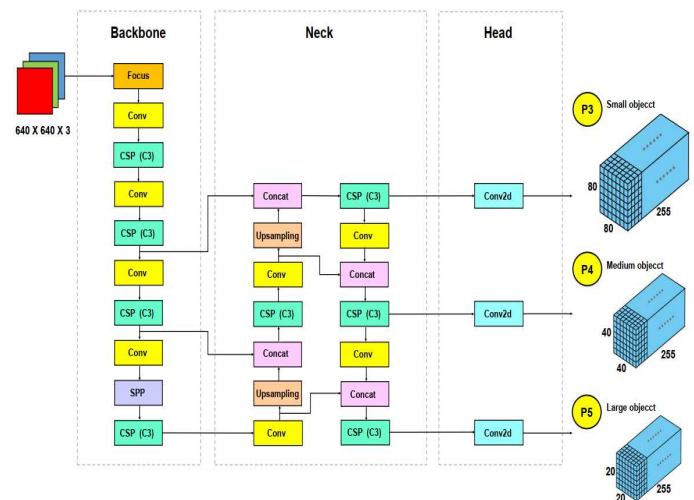 Backbone
Neck
Head
640 X 640 X 3
Focus
Conv
CSP (C3)
Conv
CSP (C3)
Conv
CSP (C3)
Conv
SPP
CSP (C3)
Concat
Upsampling
Conv
CSP (C3)
Concat
Upsampling
Conv
CSP (C3)
Conv
Concat
CSP (C3)
Conv
Concat
CSP (C3)
Conv2d
Conv2d
Conv2d
P3
Small objecct
80
80
255
P4
Medium objecct
40
40
255
P5
Large objecct
20
20
255